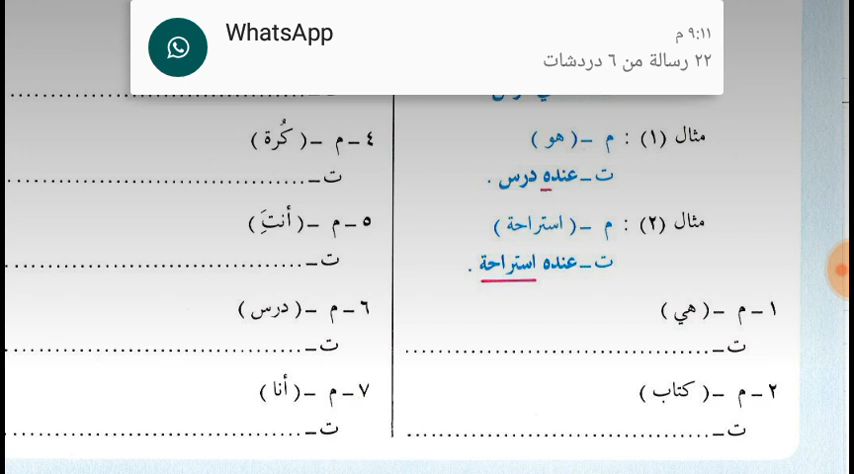 WhatsApp
٩:١١ م
٢٢ رسالة من ٦ دردشات
مثال (١) : م – ( هو )
ت – عنده درس .
مثال (٢) : م – ( استراحة )
ت – عنده استراحة .
١ – م – ( هي )
ت – ............................................
٢ – م – ( كتاب )
ت – ............................................
ت – ............................................
٤ – م – ( كُرة )
ت – ............................................
٥ – م – ( أنتَِ )
ت – ............................................
٦ – م – ( درس )
ت – ............................................
٧ – م – ( أنا )
ت – ............................................